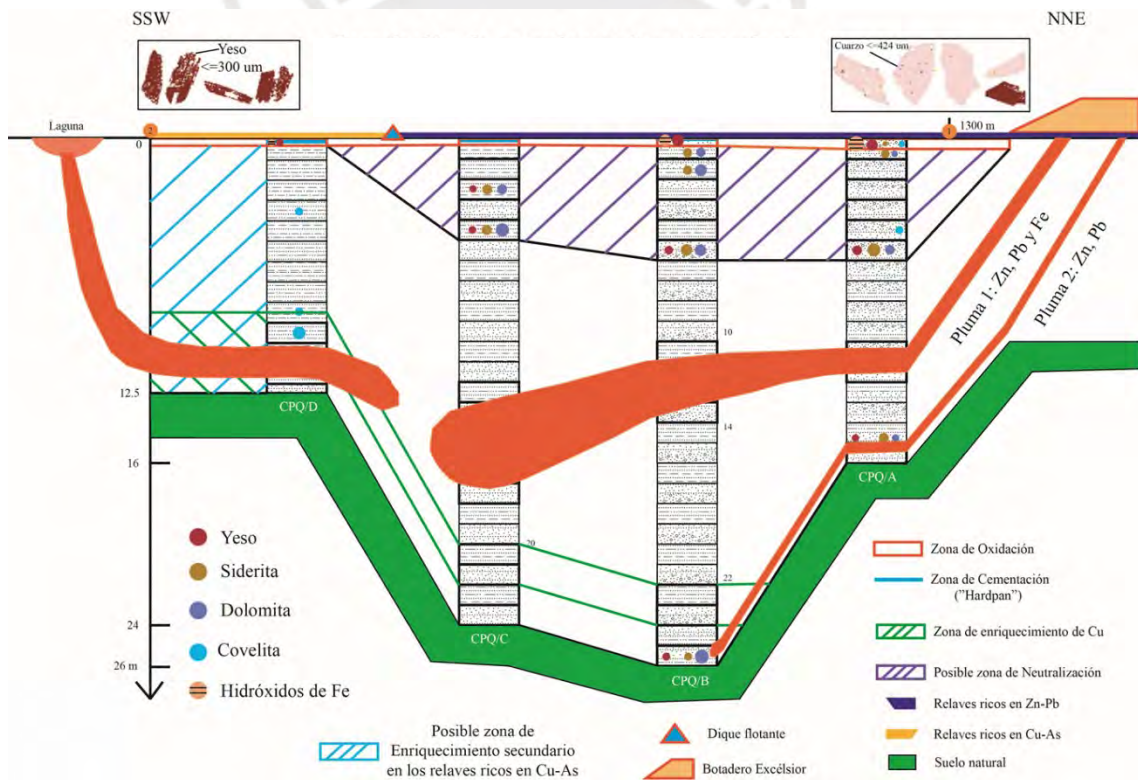 SSW
NNE
Yeso
<=300 um
Cuarzo <=424 um
Laguna
2
1
1300 m
0
10
12.5
CPQ/D
14
16
CPQ/A
20
22
24
CPQ/C
26 m
CPQ/B
Pluma 1: Zn, Pb y Fe
Pluma 2: Zn, Pb
Yeso
Siderita
Dolomita
Covelita
Hidróxidos de Fe
Posible zona de
Enriquecimiento secundario
en los relaves ricos en Cu-As
Dique flotante
Botadero Excélsior
Zona de Oxidación
Zona de Cementación
("Hardpan")
Zona de enriquecimiento de Cu
Posible zona de Neutralización
Relaves ricos en Zn-Pb
Relaves ricos en Cu-As
Suelo natural